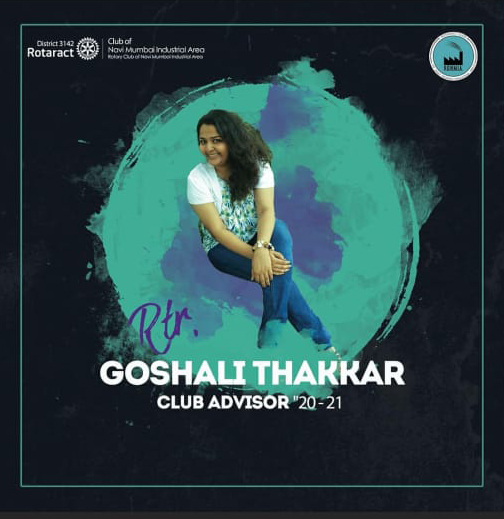 District 3142
Rotaract
Club of
Navi Mumbai Industrial Area
Rotary Club of Navi Mumbai Industrial Area
Rtr.
GOSHALI THAKKAR
CLUB ADVISOR "20-21